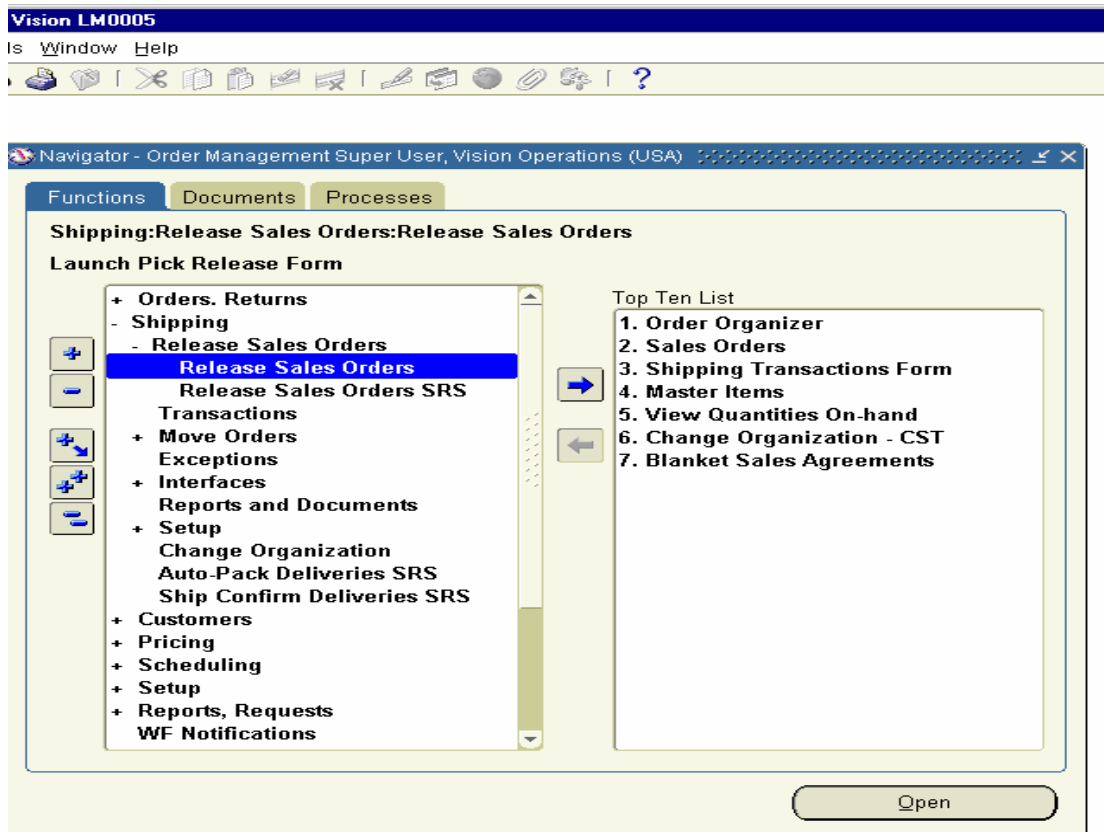 Vision LM0005
ls Window Help
Navigator - Order Management Super User, Vision Operations (USA)
Functions Documents Processes
Shipping:Release Sales Orders:Release Sales Orders
Launch Pick Release Form
+ Orders. Returns
- Shipping
- Release Sales Orders
Release Sales Orders
Release Sales Orders SRS
Transactions
+ Move Orders
Exceptions
+ Interfaces
Reports and Documents
+ Setup
Change Organization
Auto-Pack Deliveries SRS
Ship Confirm Deliveries SRS
+ Customers
+ Pricing
+ Scheduling
+ Setup
+ Reports, Requests
WF Notifications
Top Ten List
1. Order Organizer
2. Sales Orders
3. Shipping Transactions Form
4. Master Items
5. View Quantities On-hand
6. Change Organization - CST
7. Blanket Sales Agreements
Open